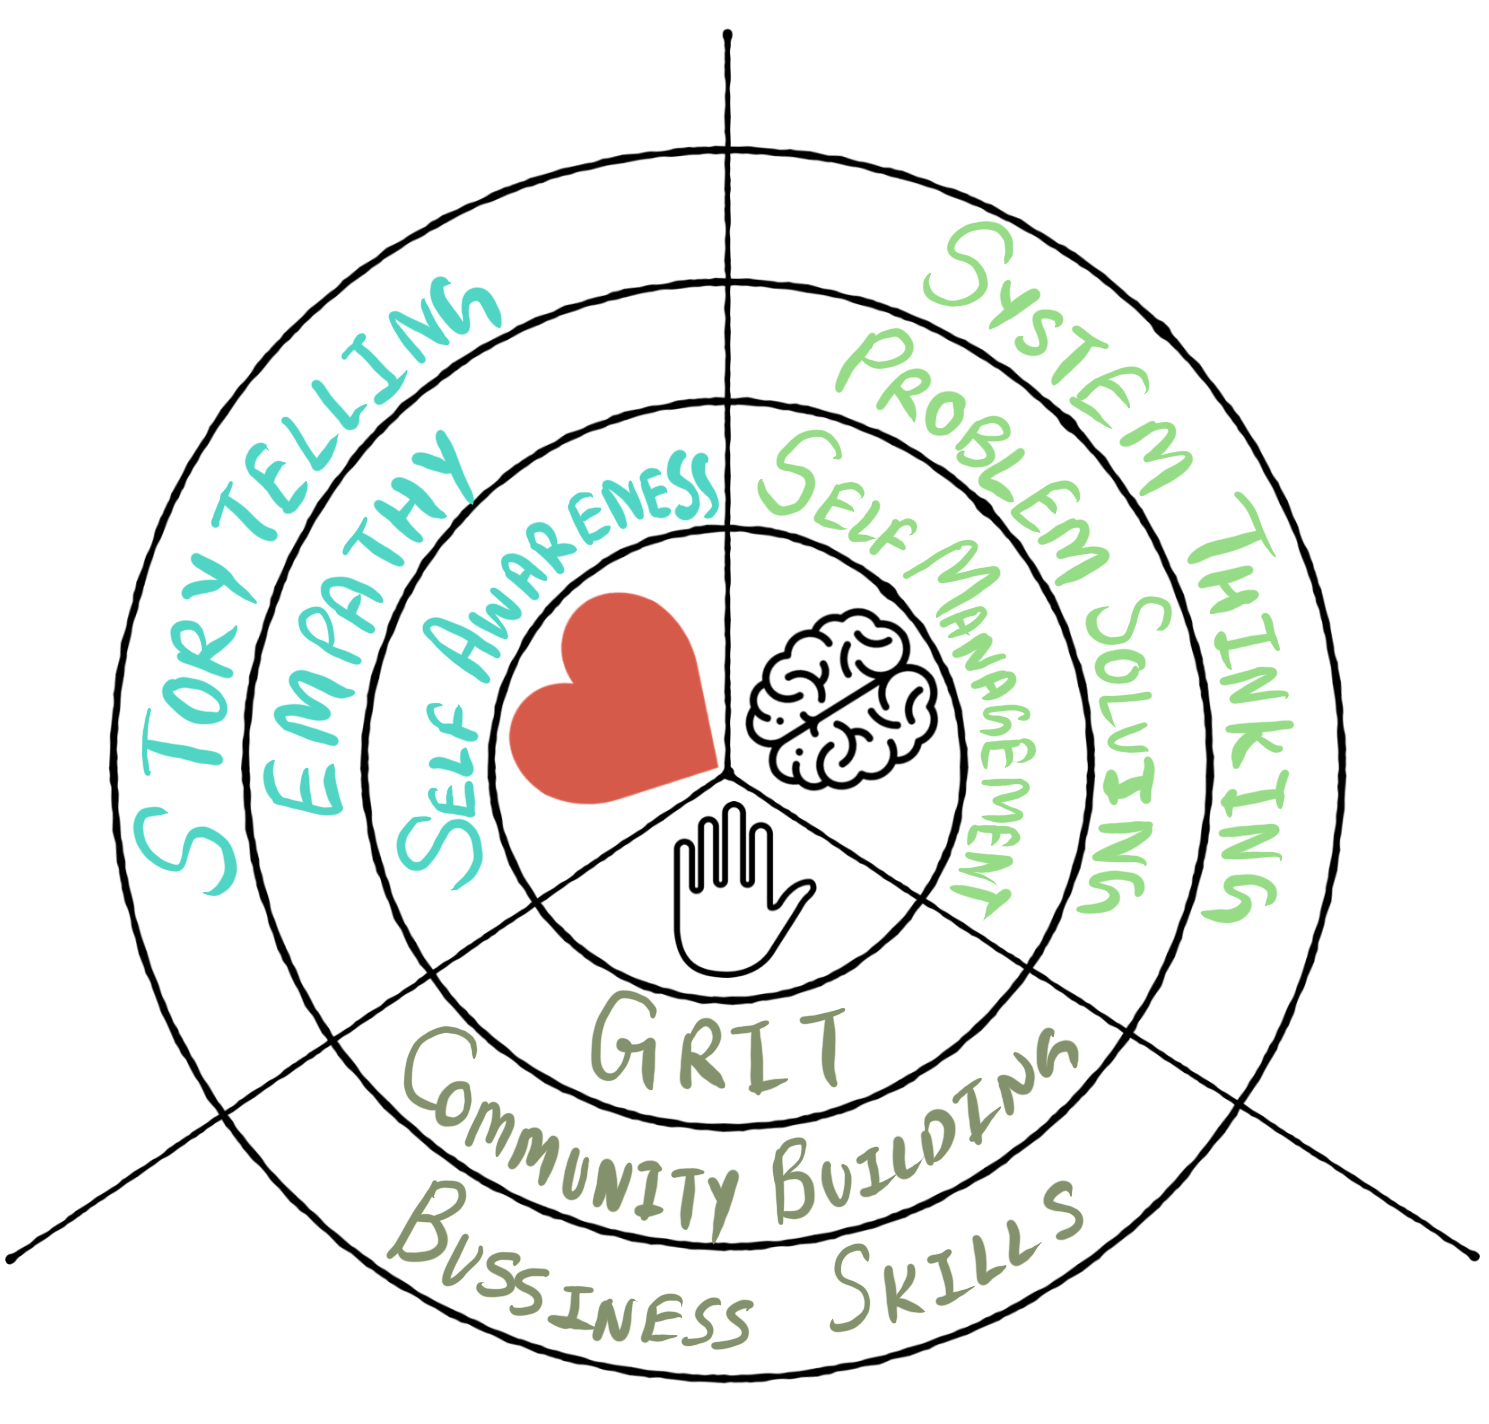 STORYTELLING
EMPATHY
SELF AWARENESS
SYSTEM THINKING
PROBLEM SOLVING
SELF MANAGEMENT
GRIT
COMMUNITY BUILDING
BUSSINESS SKILLS